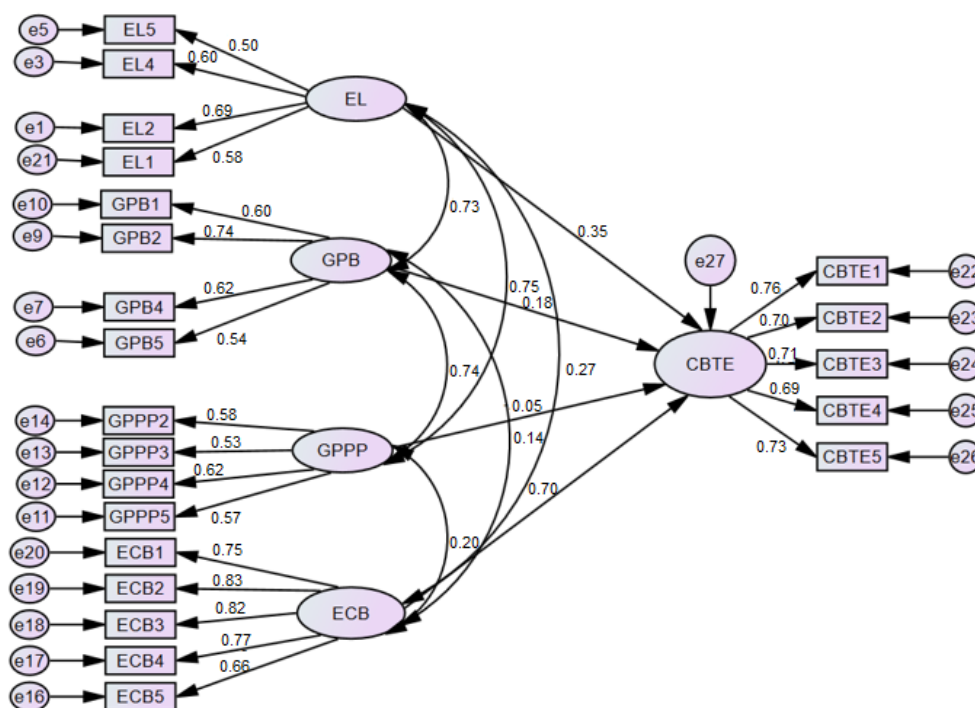 e5 EL5
0.50
e3 EL4 0.60
EL
e1 EL2 0.69
e21 EL1 0.58
e10 GPB1 0.60
0.73
e9 GPB2 0.74
0.35
GPB
e27
e22 CBTE1 0.76
0.75
0.18
e7 GPB4 0.62
e23 CBTE2 0.70
e6 GPB5 0.54
0.74
0.27
CBTE
e24 CBTE3 0.71
e25 CBTE4 0.69
e14 GPPP2 0.58
0.05
e13 GPPP3 0.53
GPPP
0.14
e26 CBTE5 0.73
e12 GPPP4 0.62
0.70
e11 GPPP5 0.57
0.20
e20 ECB1 0.75
e19 ECB2 0.83
ECB
e18 ECB3 0.82
e17 ECB4 0.77
e16 ECB5 0.66